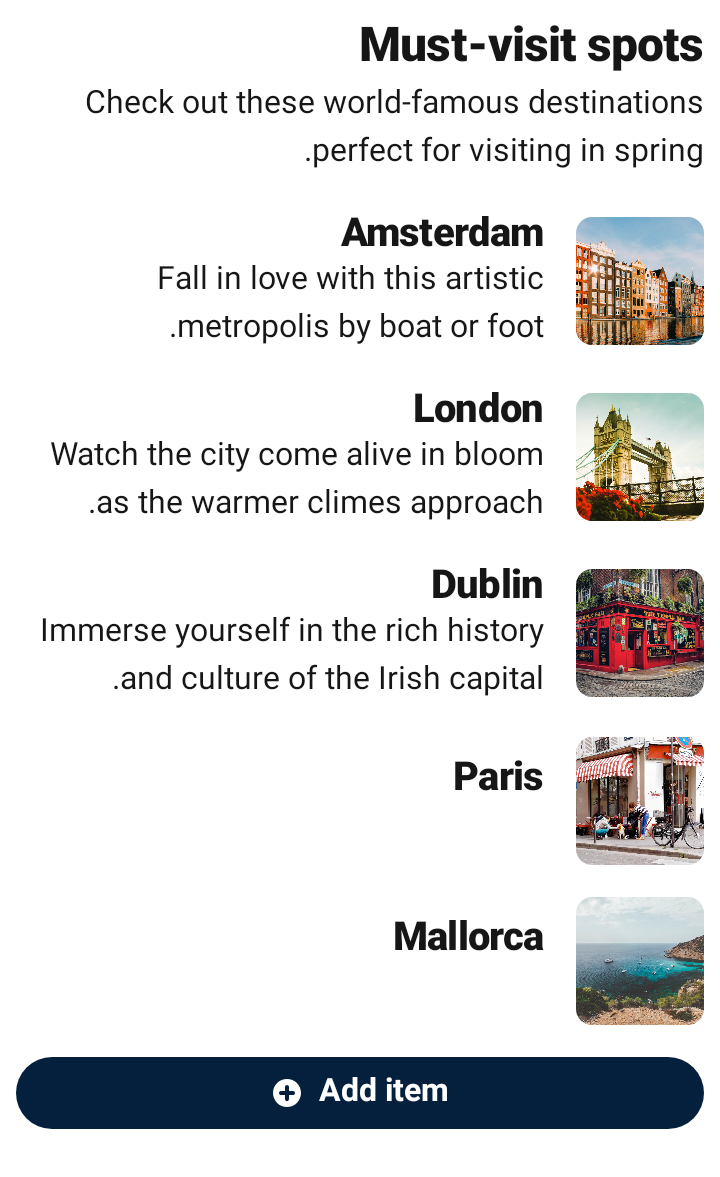 Must-visit spots
Check out these world-famous destinations
.perfect for visiting in spring
Amsterdam
Fall in love with this artistic
.metropolis by boat or foot
London
Watch the city come alive in bloom
.as the warmer climes approach
Dublin
Immerse yourself in the rich history
.and culture of the Irish capital
Paris
Mallorca
Add item